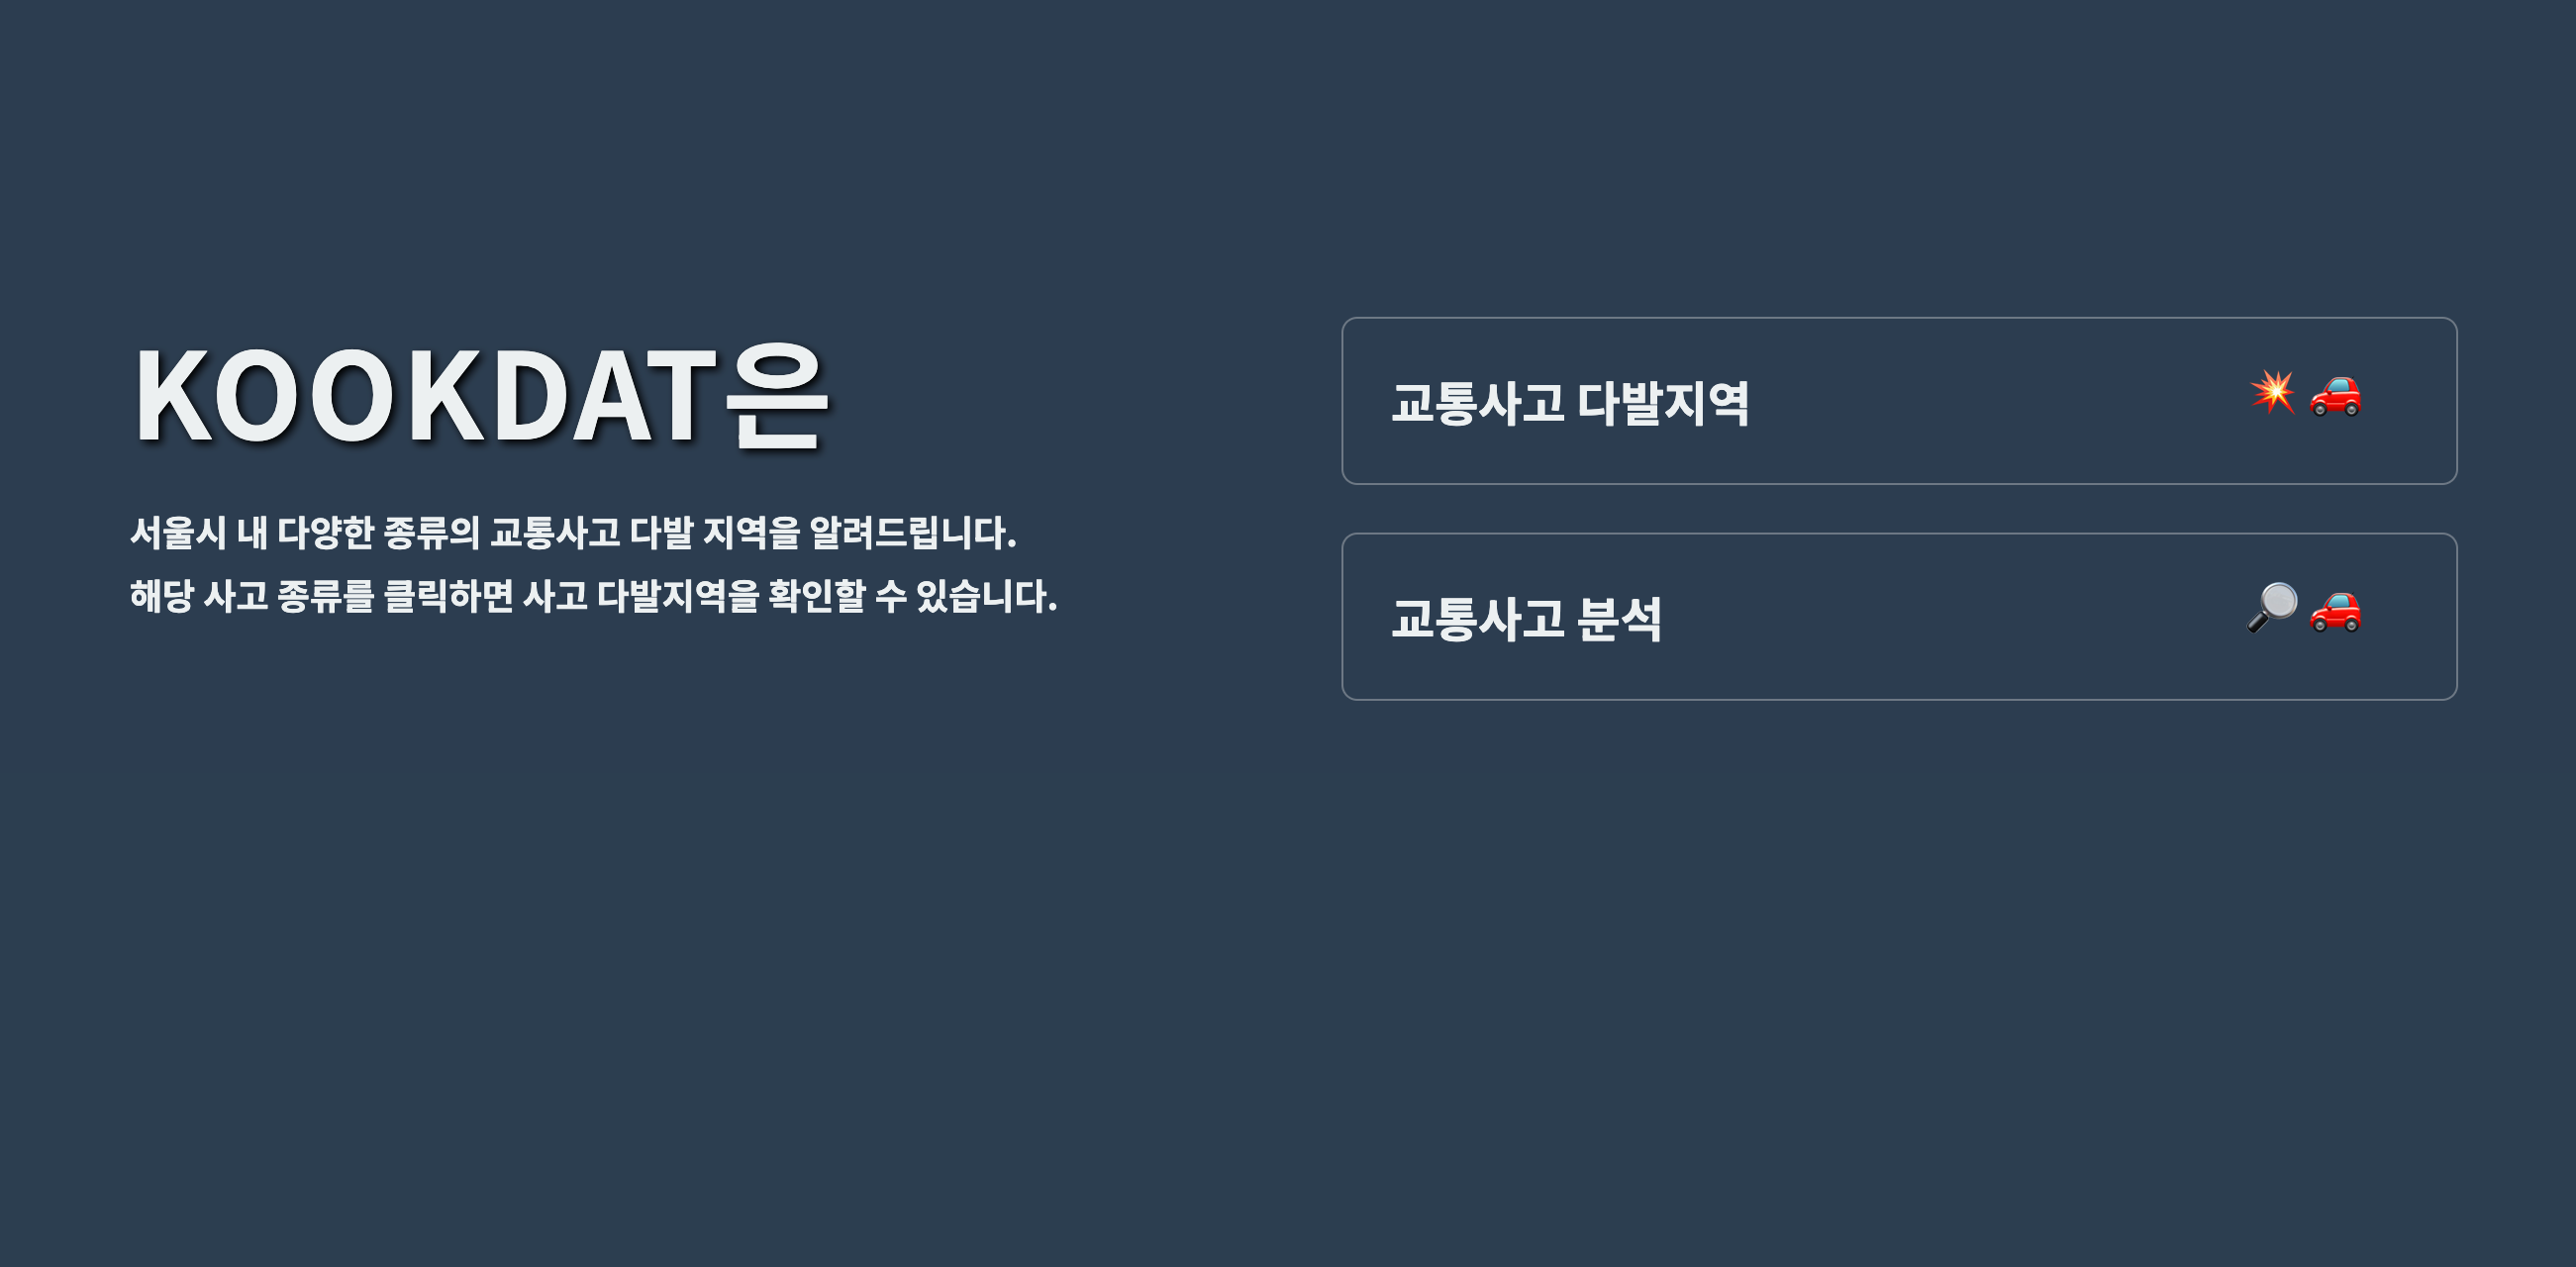 KOOKDAT은
서울시 내 다양한 종류의 교통사고 다발 지역을 알려드립니다.
해당 사고 종류를 클릭하면 사고 다발지역을 확인할 수 있습니다.
교통사고 다발지역
교통사고 분석